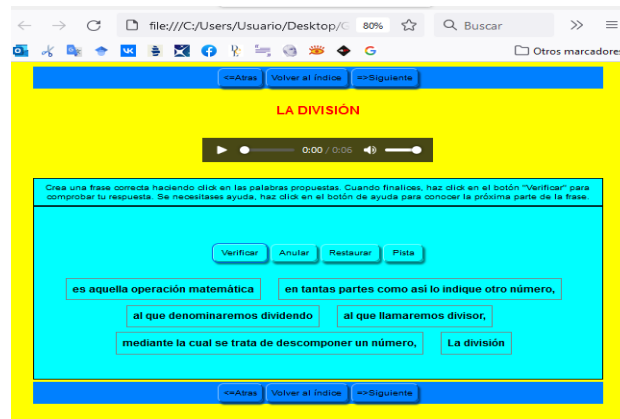 file:///C:/Users/Usuario/Desktop/G 80% Buscar
Otros marcadores
<=Atras Volver al índice =>Siguiente
LA DIVISIÓN
0:00 / 0:06
Crea una frase correcta haciendo click en las palabras propuestas. Cuando finalices, haz click en el botón "Verificar" para
comprobar tu respuesta. Se necesitases ayuda, haz click en el botón de ayuda para conocer la próxima parte de la frase.
Verificar Anular Restaurar Pista
es aquella operación matemática en tantas partes como asi lo indique otro número,
al que denominaremos dividendo al que llamaremos divisor,
mediante la cual se trata de descomponer un número, La división
<=Atras Volver al índice =>Siguiente